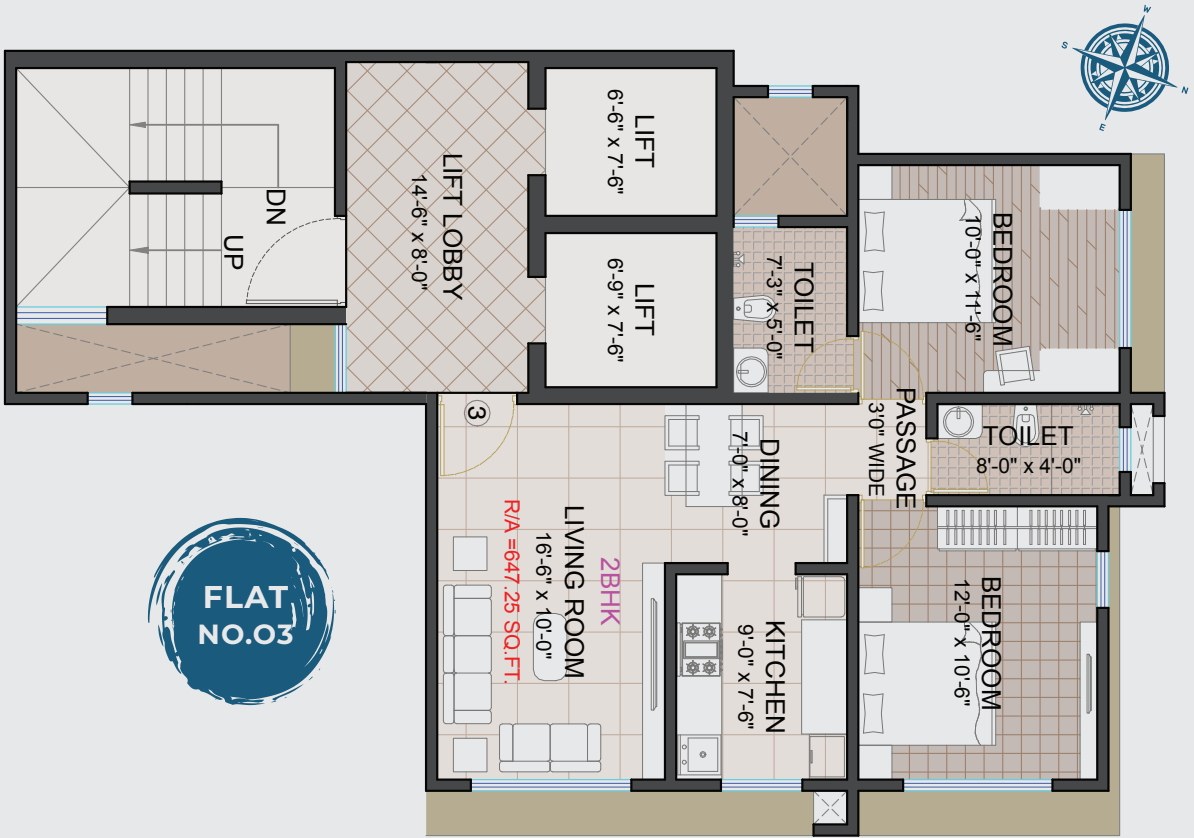 W
S
N
E
LIFT
6'-6" x 7'-6"
LIFT LOBBY
14'-6" x 8'-0"
DN
UP
LIFT
6'-9" x 7'-6"
TOILET
7'-3" x 5'-0"
BEDROOM
10'-0" x 11'-6"
3
DINING
7'-0" x 8'-0"
PASSAGE
3'0" WIDE
TOILET
8'-0" x 4'-0"
LIVING ROOM
16'-6" x 10'-0"
R/A =647.25 SQ.FT.
2BHK
KITCHEN
9'-0" x 7'-6"
BEDROOM
12'-0" x 10'-6"
FLAT
NO.03